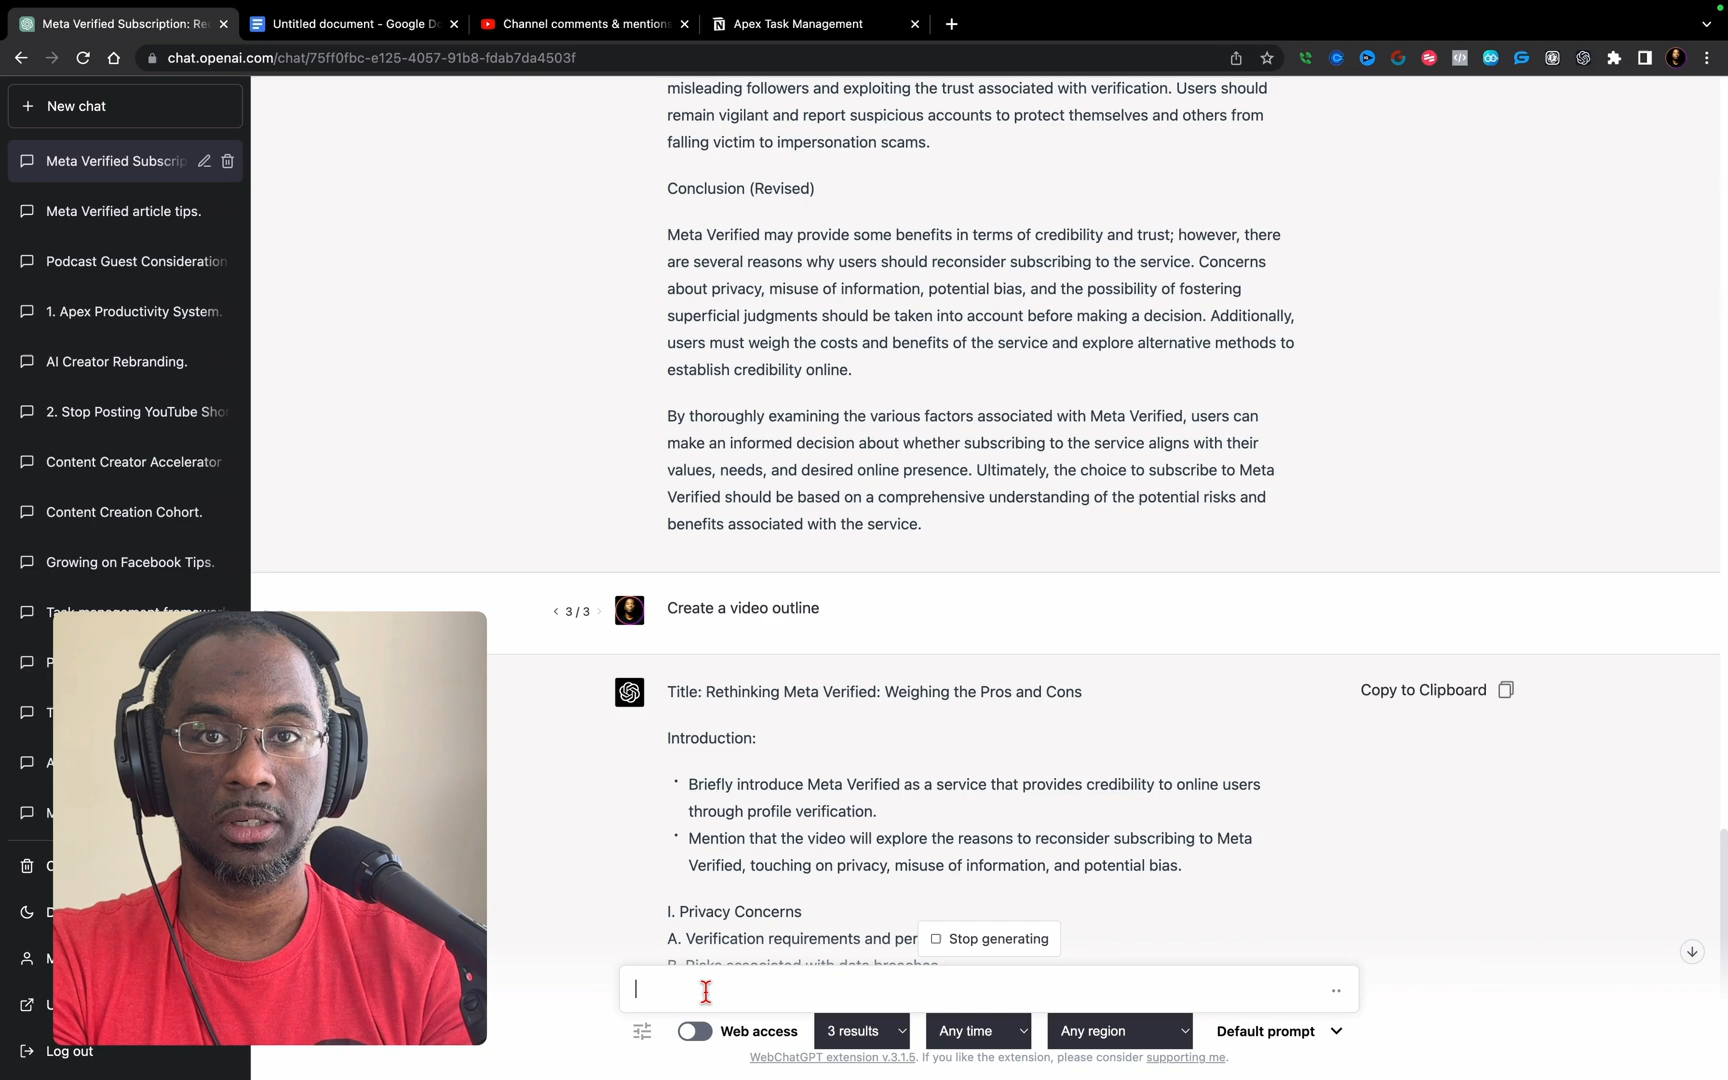 Meta Verified Subscription: Re
Untitled document - Google Do
Channel comments & mentions
Apex Task Management
chat.openai.com/chat/75ff0fbc-e125-4057-91b8-fdab7da4503f
New chat
Meta Verified Subscrip
Meta Verified article tips.
Podcast Guest Consideration
1. Apex Productivity System.
AI Creator Rebranding.
2. Stop Posting YouTube Sho
Content Creator Accelerator
Content Creation Cohort.
Growing on Facebook Tips.
Task management framework
Log out
misleading followers and exploiting the trust associated with verification. Users should
remain vigilant and report suspicious accounts to protect themselves and others from
falling victim to impersonation scams.
Conclusion (Revised)
Meta Verified may provide some benefits in terms of credibility and trust; however, there
are several reasons why users should reconsider subscribing to the service. Concerns
about privacy, misuse of information, potential bias, and the possibility of fostering
superficial judgments should be taken into account before making a decision. Additionally,
users must weigh the costs and benefits of the service and explore alternative methods to
establish credibility online.
By thoroughly examining the various factors associated with Meta Verified, users can
make an informed decision about whether subscribing to the service aligns with their
values, needs, and desired online presence. Ultimately, the choice to subscribe to Meta
Verified should be based on a comprehensive understanding of the potential risks and
benefits associated with the service.
< 3 / 3 >
Create a video outline
Title: Rethinking Meta Verified: Weighing the Pros and Cons
Copy to Clipboard
Introduction:
• Briefly introduce Meta Verified as a service that provides credibility to online users
through profile verification.
• Mention that the video will explore the reasons to reconsider subscribing to Meta
Verified, touching on privacy, misuse of information, and potential bias.
I. Privacy Concerns
A. Verification requirements and per
Stop generating
B. Risks associated with data breaches
Web access
3 results
Any time
Any region
Default prompt
WebChatGPT extension v.3.1.5. If you like the extension, please consider supporting me.